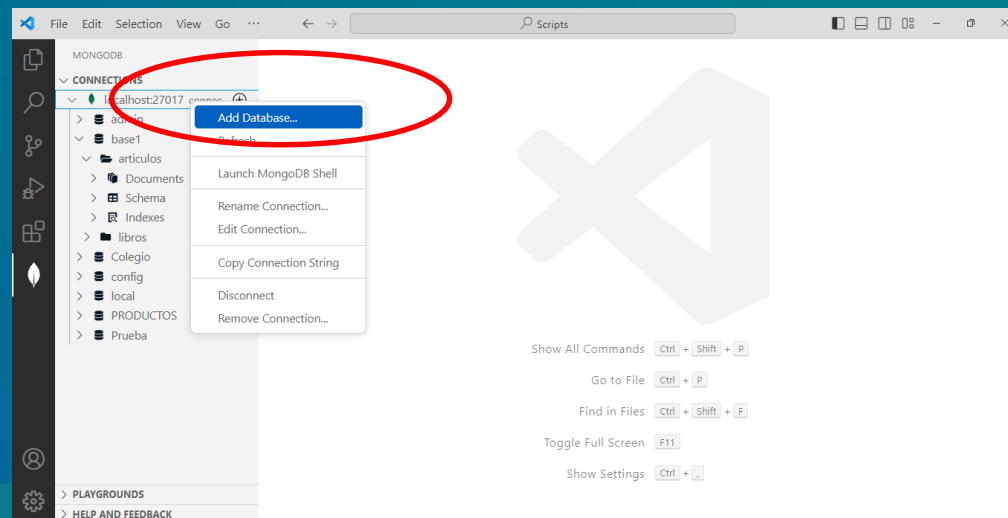 File Edit Selection View Go ···
Scripts
MONGODB
CONNECTIONS
localhost:27017 connec
admin
base1
articulos
Documents
Schema
Indexes
libros
Colegio
config
local
PRODUCTOS
Prueba
PLAYGROUNDS
HELP AND FEEDBACK
Add Database...
Refresh
Launch MongoDB Shell
Rename Connection...
Edit Connection...
Copy Connection String
Disconnect
Remove Connection...
Show All Commands Ctrl + Shift + P
Go to File Ctrl + P
Find in Files Ctrl + Shift + F
Toggle Full Screen F11
Show Settings Ctrl + ,